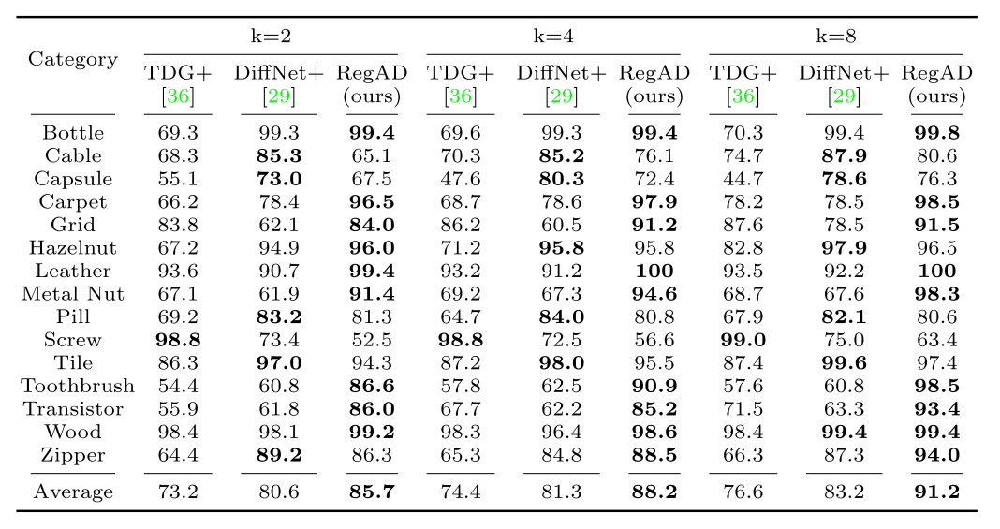 k=2 k=4 k=8
Category
TDG+ DiffNet+ RegAD TDG+ DiffNet+ RegAD TDG+ DiffNet+ RegAD
[36] [29] (ours) [36] [29] (ours) [36] [29] (ours)
Bottle 69.3 99.3 99.4 69.6 99.3 99.4 70.3 99.4 99.8
Cable 68.3 85.3 65.1 70.3 85.2 76.1 74.7 87.9 80.6
Capsule 55.1 73.0 67.5 47.6 80.3 72.4 44.7 78.6 76.3
Carpet 66.2 78.4 96.5 68.7 78.6 97.9 78.2 78.5 98.5
Grid 83.8 62.1 84.0 86.2 60.5 91.2 87.6 78.5 91.5
Hazelnut 67.2 94.9 96.0 71.2 95.8 95.8 82.8 97.9 96.5
Leather 93.6 90.7 99.4 93.2 91.2 100 93.5 92.2 100
Metal Nut 67.1 61.9 91.4 69.2 67.3 94.6 68.7 67.6 98.3
Pill 69.2 83.2 81.3 64.7 84.0 80.8 67.9 82.1 80.6
Screw 98.8 73.4 52.5 98.8 72.5 56.6 99.0 75.0 63.4
Tile 86.3 97.0 94.3 87.2 98.0 95.5 87.4 99.6 97.4
Toothbrush 54.4 60.8 86.6 57.8 62.5 90.9 57.6 60.8 98.5
Transistor 55.9 61.8 86.0 67.7 62.2 85.2 71.5 63.3 93.4
Wood 98.4 98.1 99.2 98.3 96.4 98.6 98.4 99.4 99.4
Zipper 64.4 89.2 86.3 65.3 84.8 88.5 66.3 87.3 94.0
Average 73.2 80.6 85.7 74.4 81.3 88.2 76.6 83.2 91.2